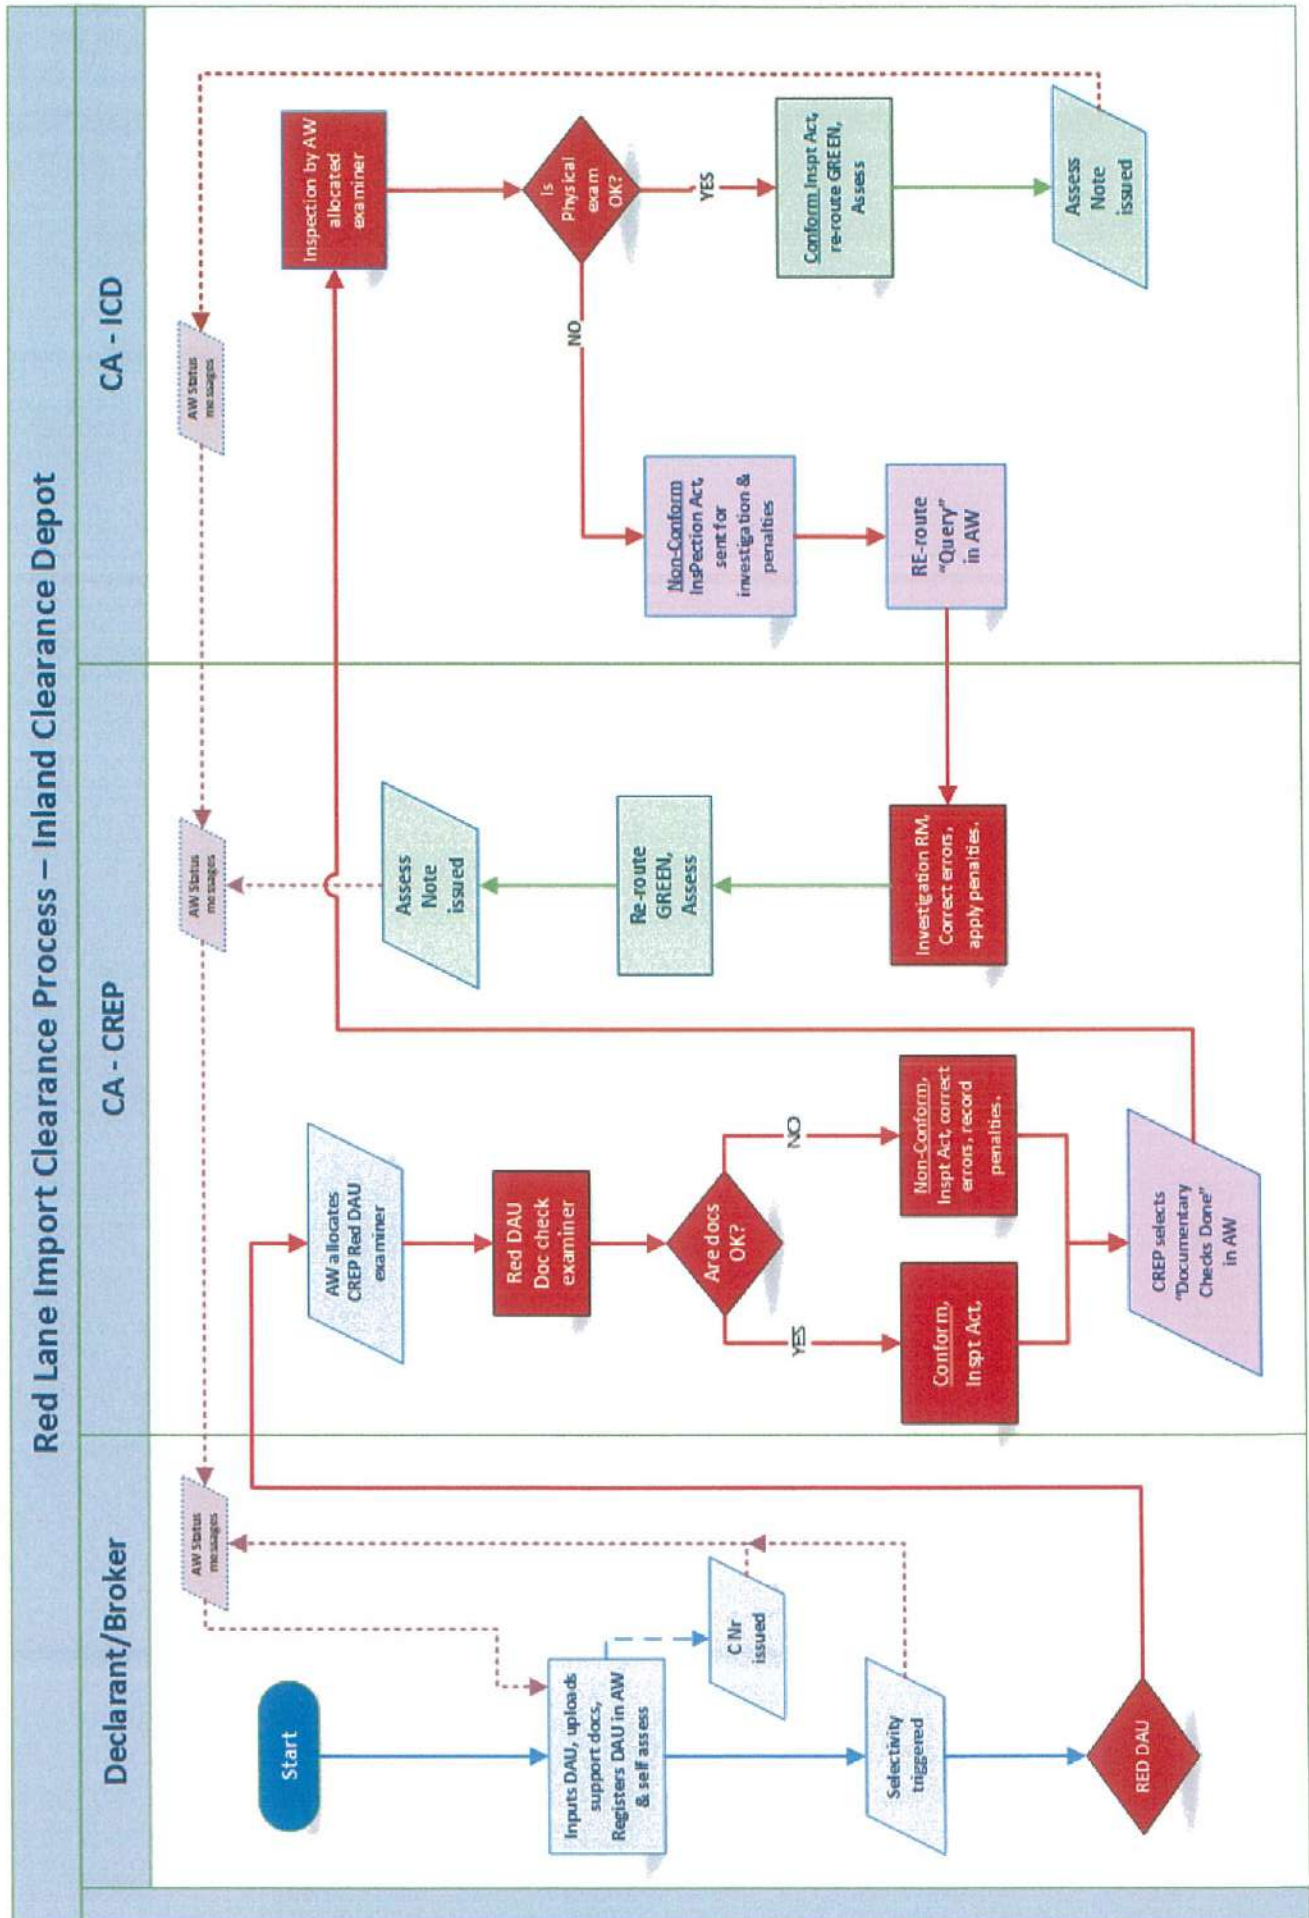 Red Lane Import Clearance Process – Inland Clearance Depot
Declarant/Broker
CA - CREP
CA - ICD
AW Status
messages
Start
Inputs DAU, uploads
support docs,
Registers DAU in AW
& self assess
C Nr
issued
Selectivity
triggered
RED DAU
AW Status
messages
AW allocates
CREP Red DAU
examiner
Red DAU
Doc check
examiner
Are docs
OK?
YES
NO
Conform,
Inspt Act,
Non-Conform,
Inspt Act, correct
errors, record
penalties.
CREP selects
"Documentary
Checks Done"
in AW
Assess
Note
issued
Re-route
GREEN,
Assess
Investigation RM,
Correct errors,
apply penalties.
AW Status
messages
Inspection by AW
allocated
examiner
Is
Physical
exam
OK?
NO
YES
Non-Conform
InsPection Act,
sent for
investigation &
penalties
RE-route
"Query"
in AW
Conform Inspt Act,
re-route GREEN,
Assess
Assess
Note
issued